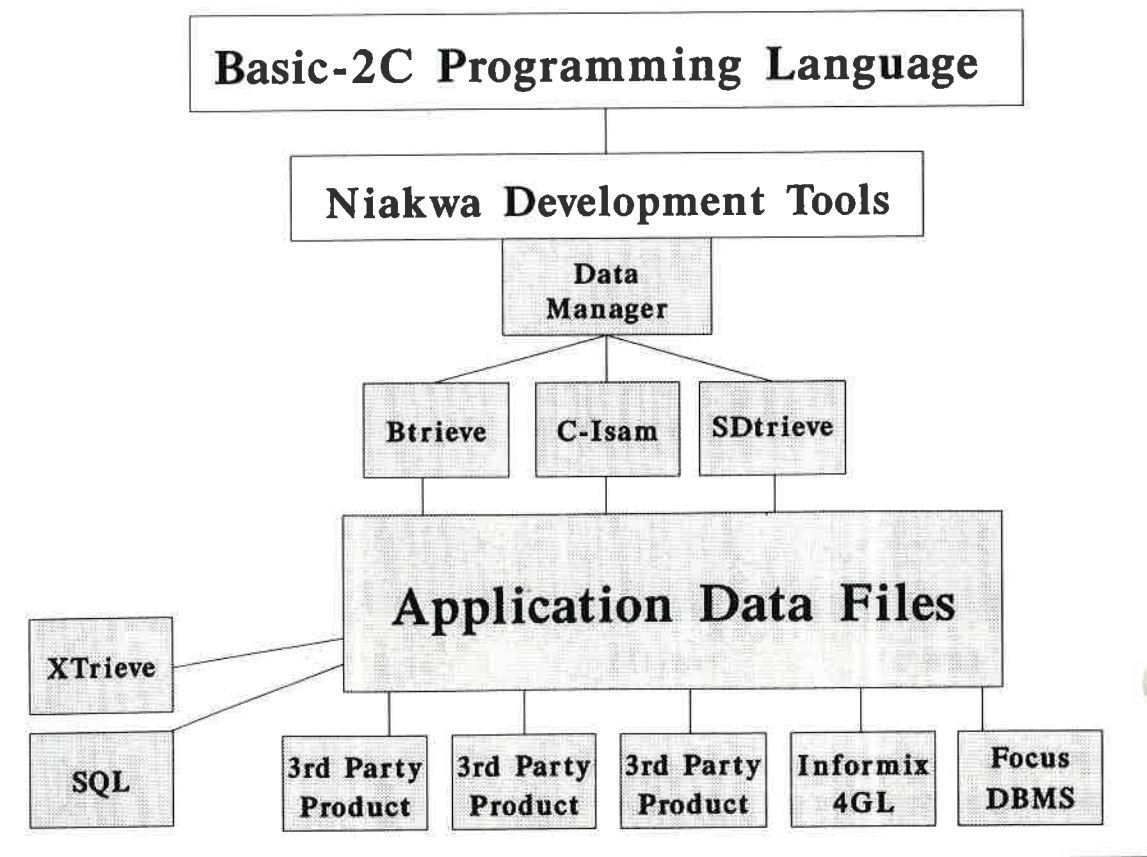 Basic-2C Programming Language
Niakwa Development Tools
Data
Manager
Btrieve
C-Isam
SDtrieve
Application Data Files
XTrieve
SQL
3rd Party
Product
3rd Party
Product
3rd Party
Product
Informix
4GL
Focus
DBMS